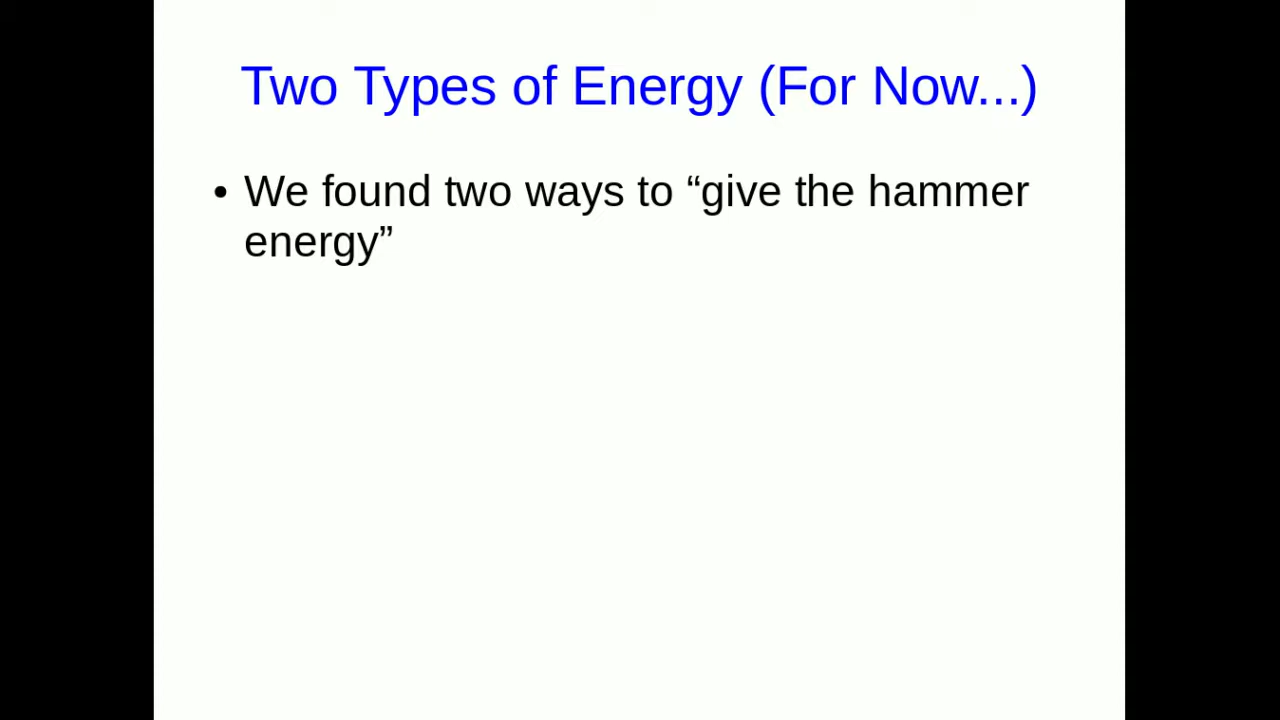 Two Types of Energy (For Now...)
• We found two ways to “give the hammer
energy”